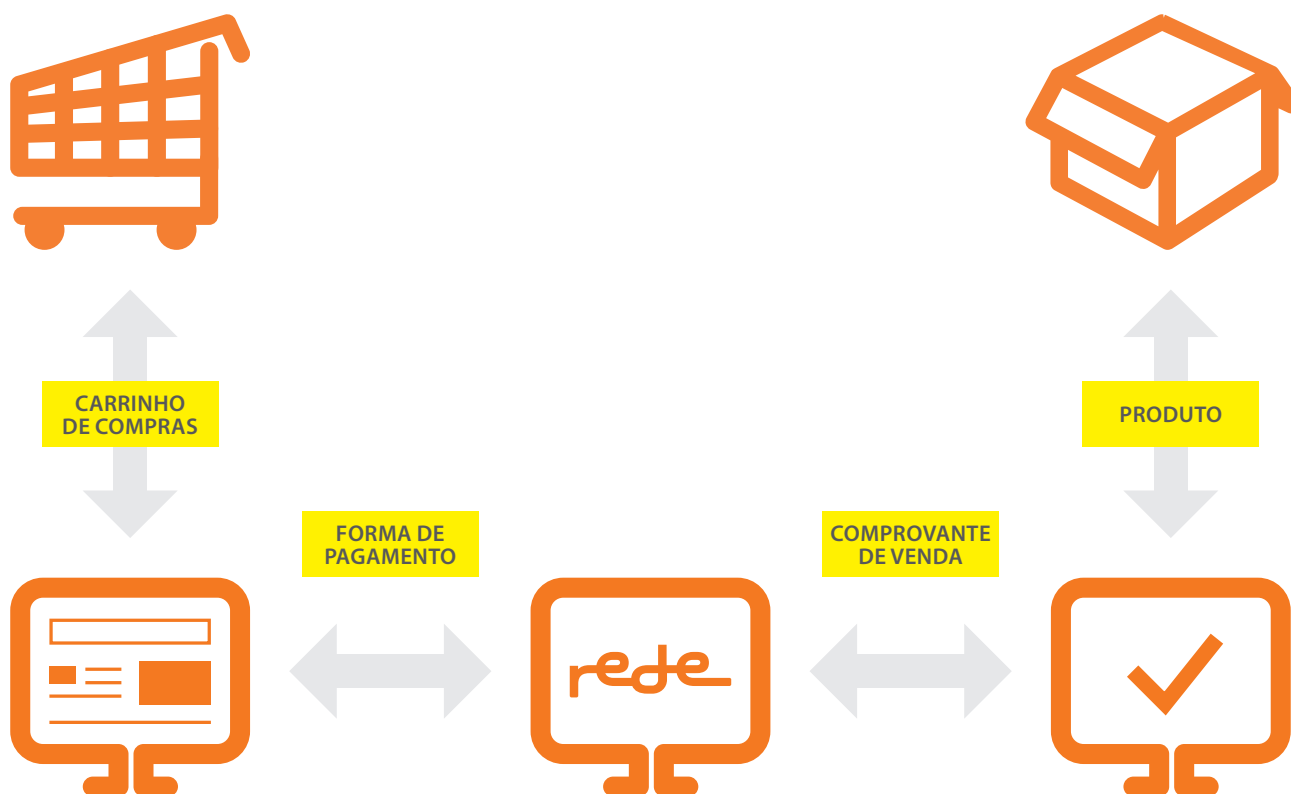 CARRINHO
DE COMPRAS
PRODUTO
FORMA DE
PAGAMENTO
COMPROVANTE
DE VENDA
rede